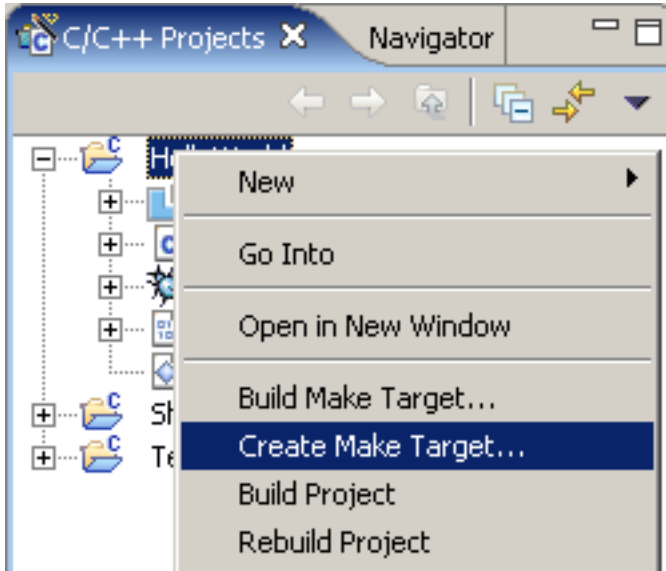 C/C++ Projects Navigator
New
Go Into
Open in New Window
Build Make Target...
Create Make Target...
Build Project
Rebuild Project